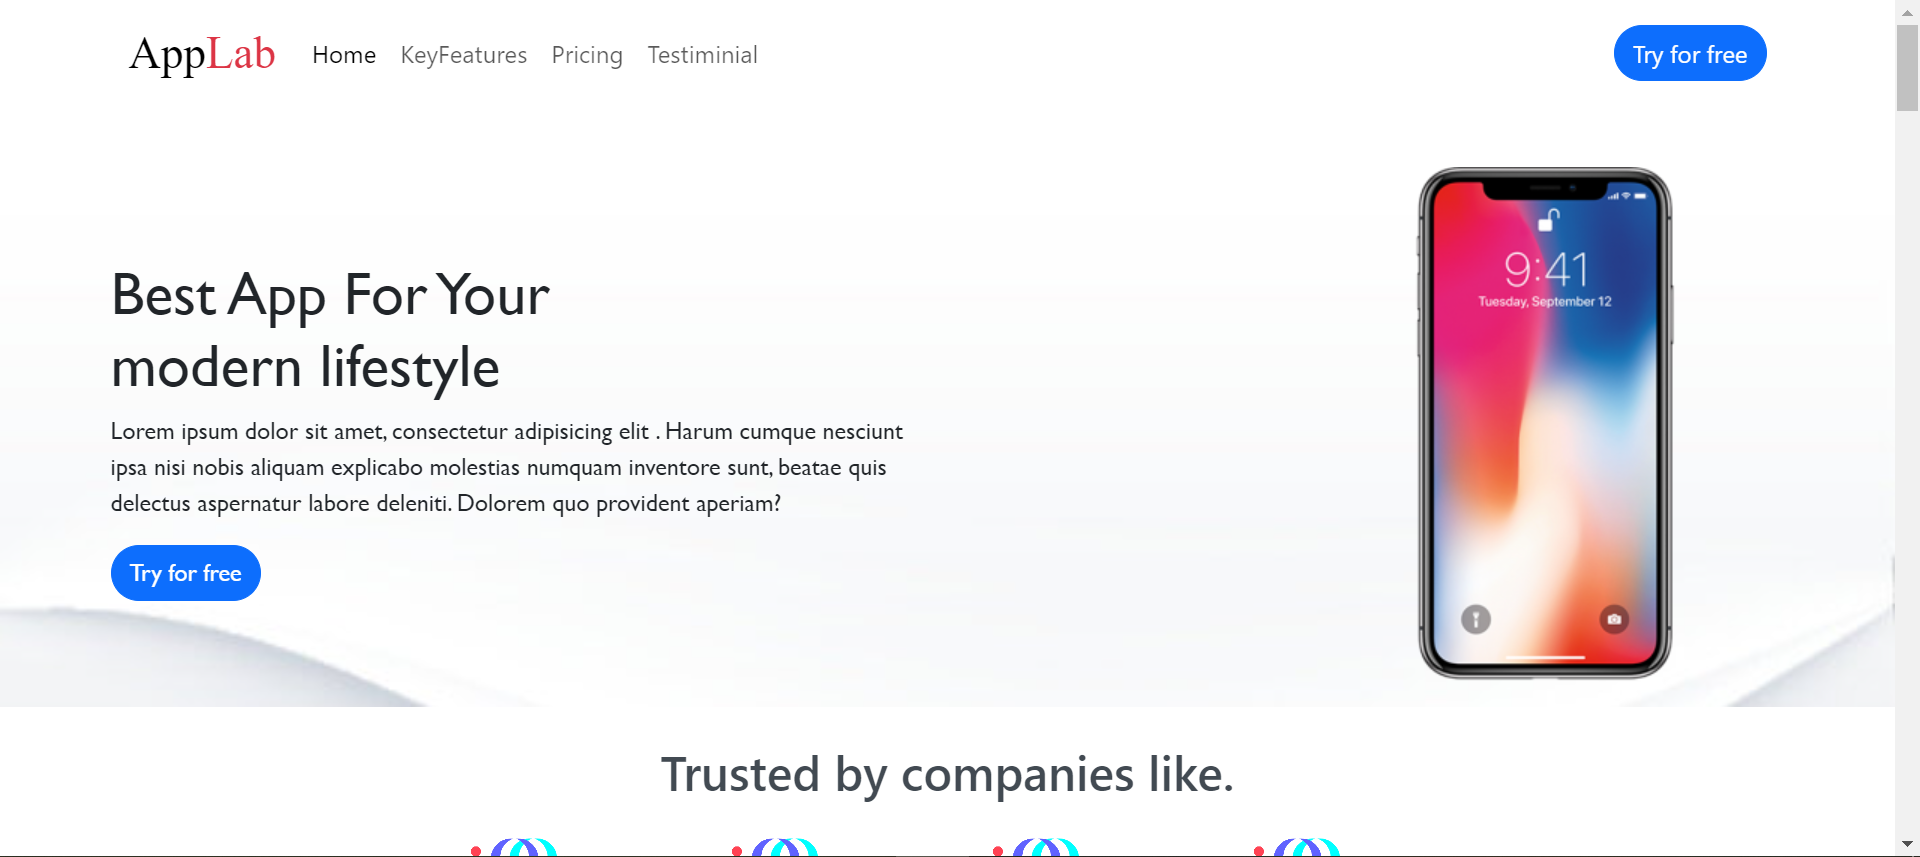 AppLab
Home KeyFeatures Pricing Testiminial
Try for free
9:41
Tuesday, September 12
Best App For Your
modern lifestyle
Lorem ipsum dolor sit amet, consectetur adipisicing elit . Harum cumque nesciunt
ipsa nisi nobis aliquam explicabo molestias numquam inventore sunt, beatae quis
delectus aspernatur labore deleniti. Dolorem quo provident aperiam?
Try for free
Trusted by companies like.